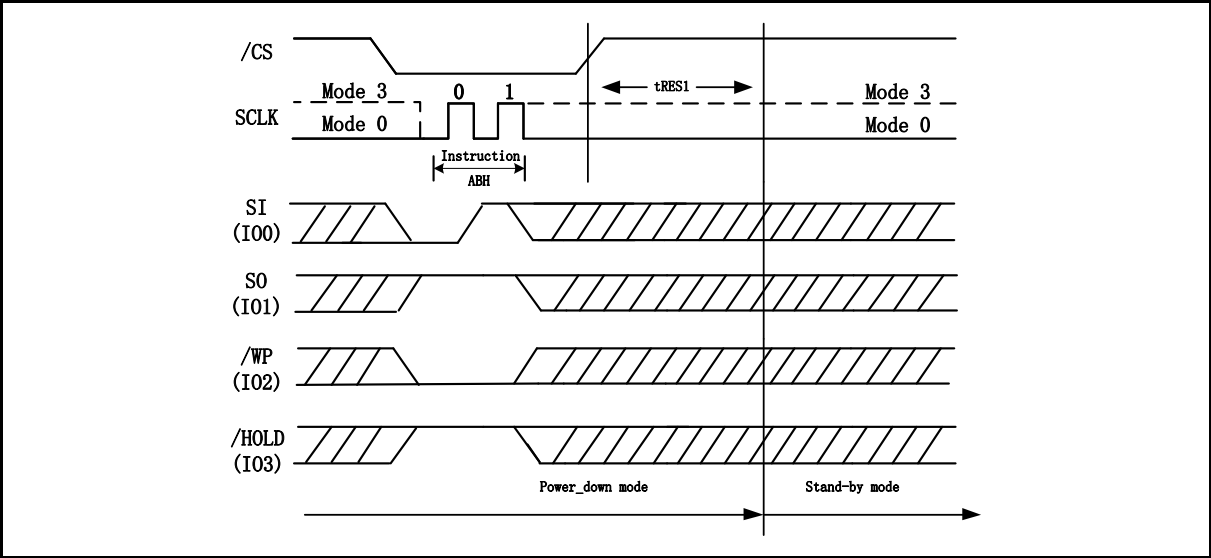 /CS
tRES1
Mode 3
0
1
Mode 3
SCLK
Mode 0
Mode 0
Instruction
ABH
SI
(IO0)
SO
(IO1)
/WP
(IO2)
/HOLD
(IO3)
Power_down mode
Stand-by mode